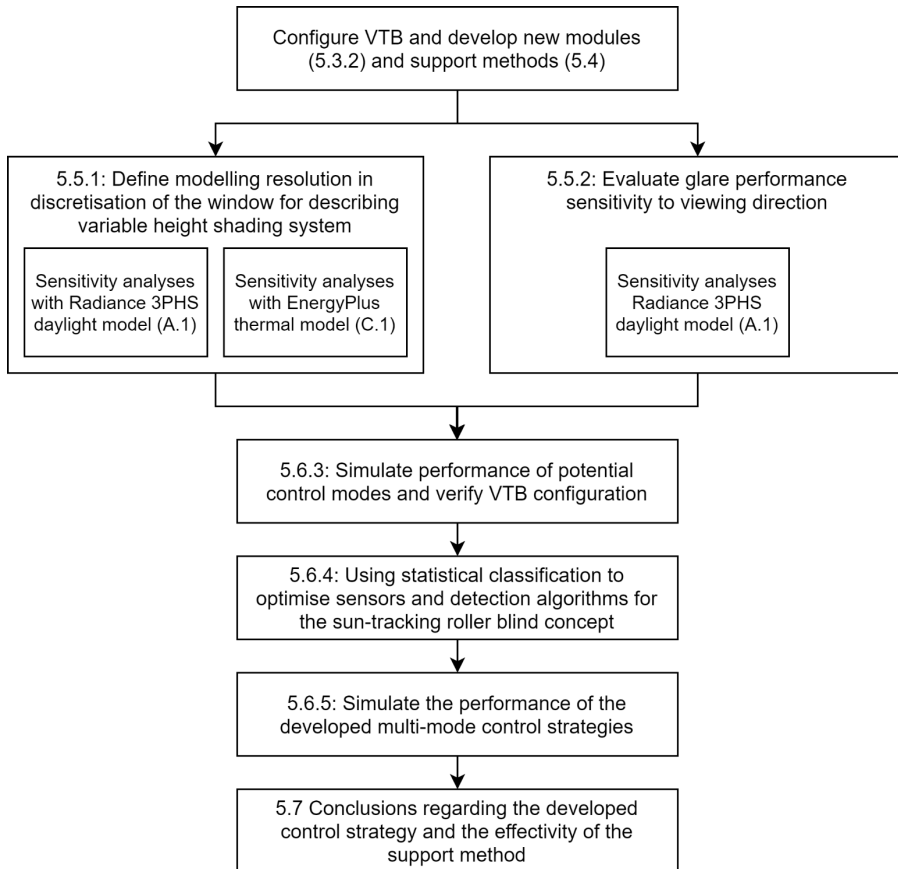 Configure VTB and develop new modules
(5.3.2) and support methods (5.4)
5.5.1: Define modelling resolution in
discretisation of the window for describing
variable height shading system
Sensitivity analyses
with Radiance 3PHS
daylight model (A.1)
Sensitivity analyses
with EnergyPlus
thermal model (C.1)
5.5.2: Evaluate glare performance
sensitivity to viewing direction
Sensitivity analyses
Radiance 3PHS
daylight model (A.1)
5.6.3: Simulate performance of potential
control modes and verify VTB configuration
5.6.4: Using statistical classification to
optimise sensors and detection algorithms for
the sun-tracking roller blind concept
5.6.5: Simulate the performance of the
developed multi-mode control strategies
5.7 Conclusions regarding the developed
control strategy and the effectivity of the
support method